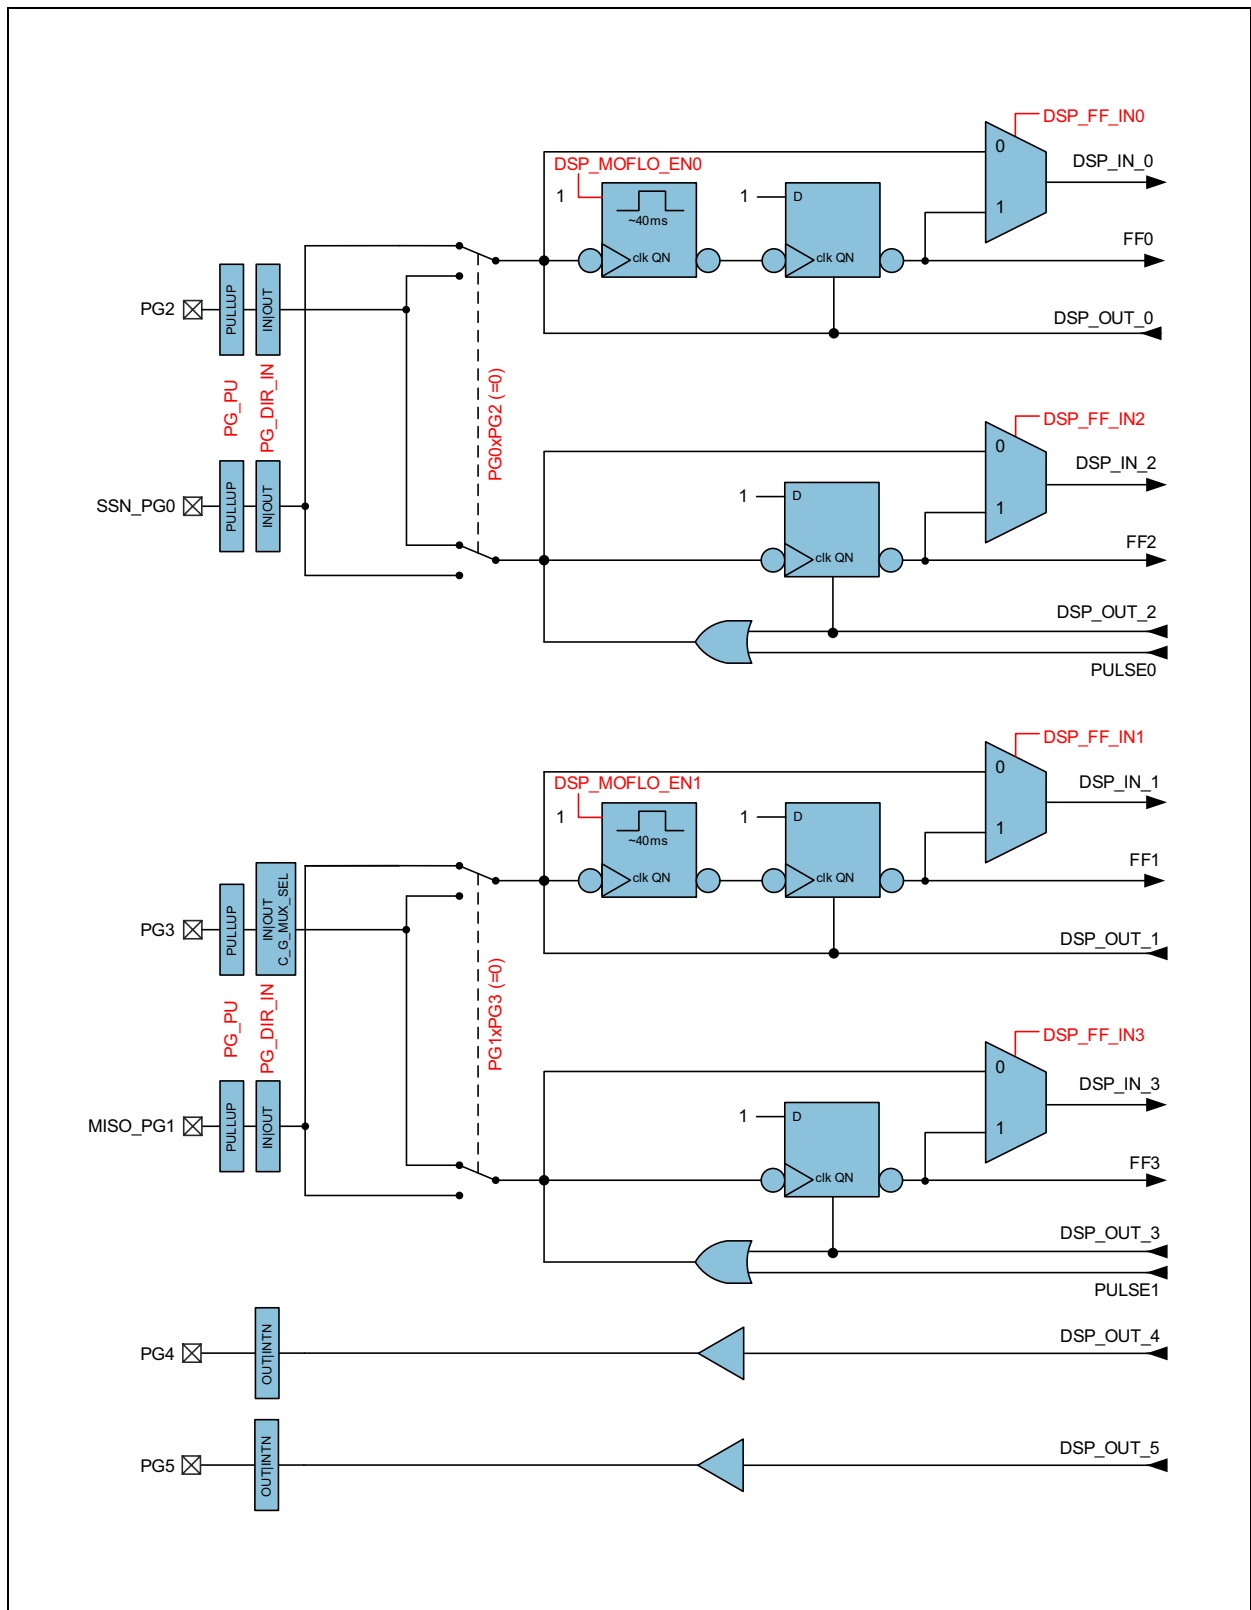 DSP_FF_IN0
0
DSP_IN_0
DSP_MOFLO_EN0
1
~40ms
clk QN
1
D
clk QN
1
FF0
DSP_OUT_0
PG2
PULLUP
IN|OUT
PG_PU
PG_DIR_IN
PG0xPG2 (=0)
SSN_PG0
PULLUP
IN|OUT
DSP_FF_IN2
0
DSP_IN_2
1
D
clk QN
1
FF2
DSP_OUT_2
PULSE0
DSP_FF_IN1
0
DSP_IN_1
DSP_MOFLO_EN1
1
~40ms
clk QN
1
D
clk QN
1
FF1
DSP_OUT_1
PG3
PULLUP
IN|OUT
C_G_MUX_SEL
PG_PU
PG_DIR_IN
PG1xPG3 (=0)
MISO_PG1
PULLUP
IN|OUT
DSP_FF_IN3
0
DSP_IN_3
1
D
clk QN
1
FF3
DSP_OUT_3
PULSE1
PG4
OUT|INTN
DSP_OUT_4
PG5
OUT|INTN
DSP_OUT_5